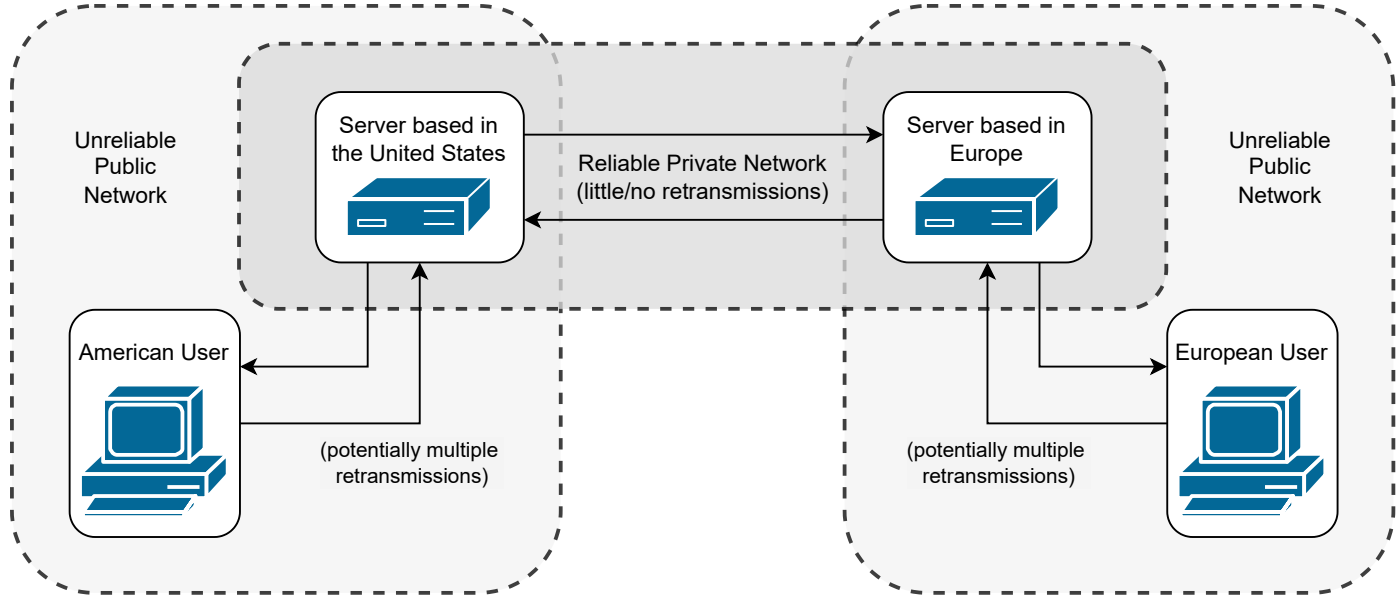 Unreliable
Public
Network
Server based in
the United States
Reliable Private Network
(little/no retransmissions)
Server based in
Europe
Unreliable
Public
Network
American User
(potentially multiple
retransmissions)
(potentially multiple
retransmissions)
European User